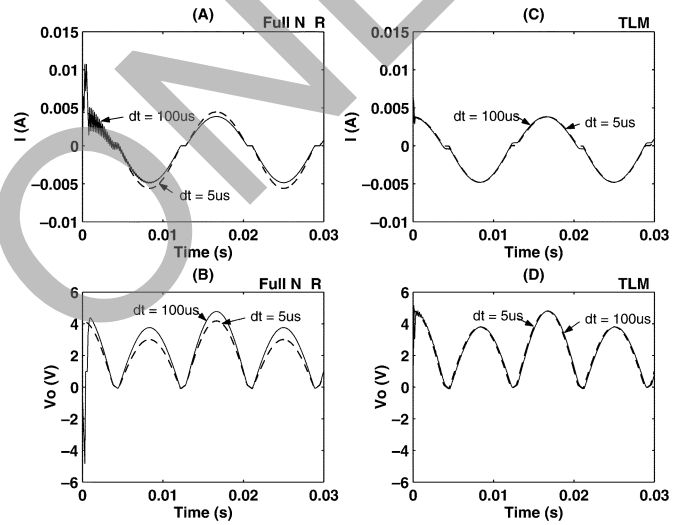 (A)
Full N R
0.015
0.01
0.005
0
−0.005
−0.01
I (A)
dt = 100us
dt = 5us
0
0.01
0.02
0.03
Time (s)
(C)
TLM
0.015
0.01
0.005
0
−0.005
−0.01
I (A)
dt = 100us
dt = 5us
0
0.01
0.02
0.03
Time (s)
(B)
Full N R
6
4
2
0
−2
−4
−6
Vo (V)
dt = 100us
dt = 5us
0
0.01
0.02
0.03
Time (s)
(D)
TLM
6
4
2
0
−2
−4
−6
Vo (V)
dt = 5us
dt = 100us
0
0.01
0.02
0.03
Time (s)